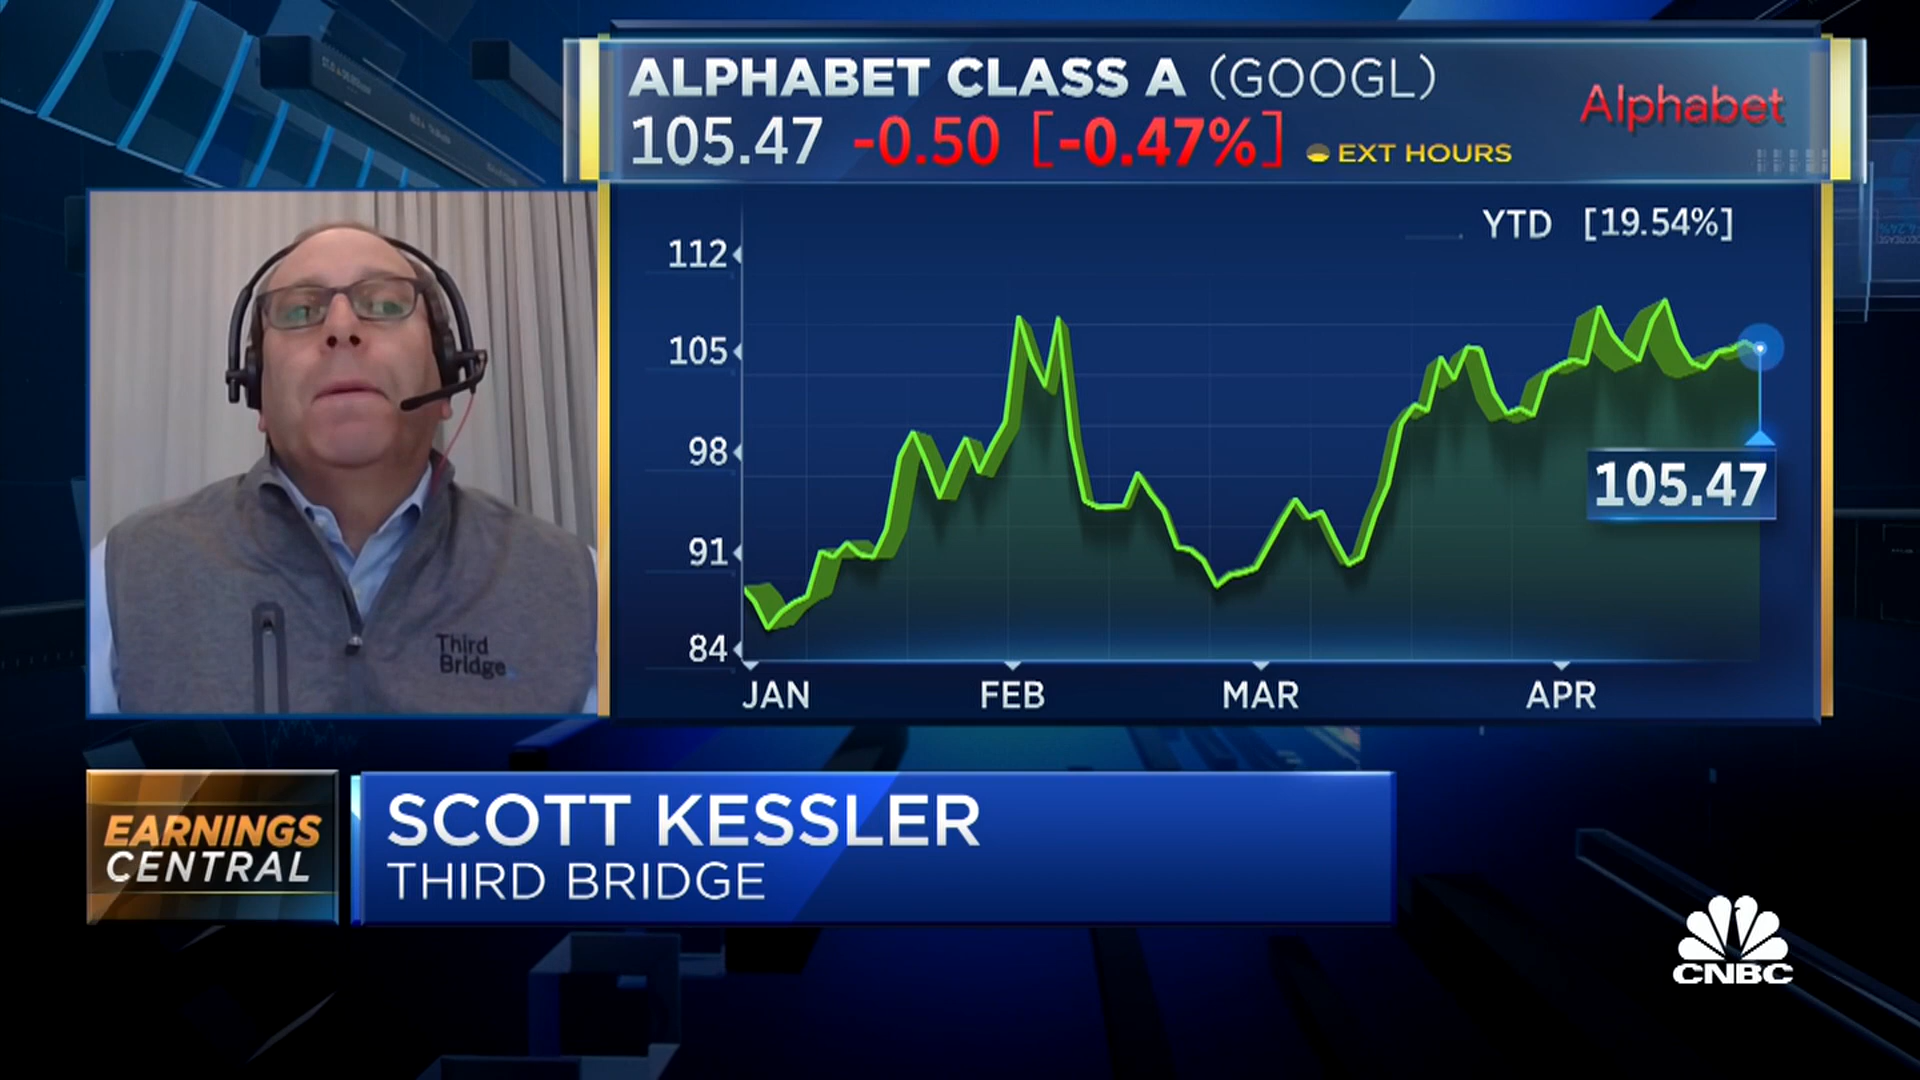 ALPHABET CLASS A (GOOGL)
105.47 -0.50 [-0.47%] EXT HOURS
Alphabet
YTD [19.54%]
112
105
98
91
84
105.47
JAN FEB MAR APR
Third
Bridge
EARNINGS
CENTRAL
SCOTT KESSLER
THIRD BRIDGE
CNBC